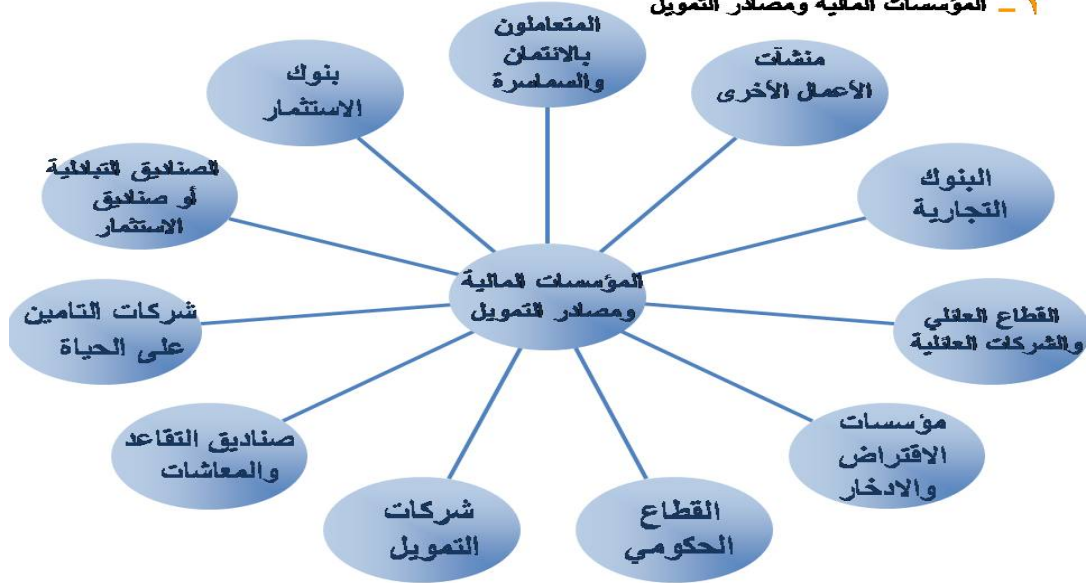 ٦ – المؤسسات المالية ومصادر التمويل
المتعاملون
بالائتمان
والسماسرة
منشآت
الأعمال الأخرى
البنوك
التجارية
القطاع العائلي
والشركات العائلية
مؤسسات
الاقتراض
والادخار
القطاع
الحكومي
شركات
التمويل
صناديق التقاعد
والمعاشات
شركات التامين
على الحياة
الصناديق التبادلية
أو صناديق
الاستثمار
بنوك
الاستثمار
المؤسسات المالية
ومصادر التمويل